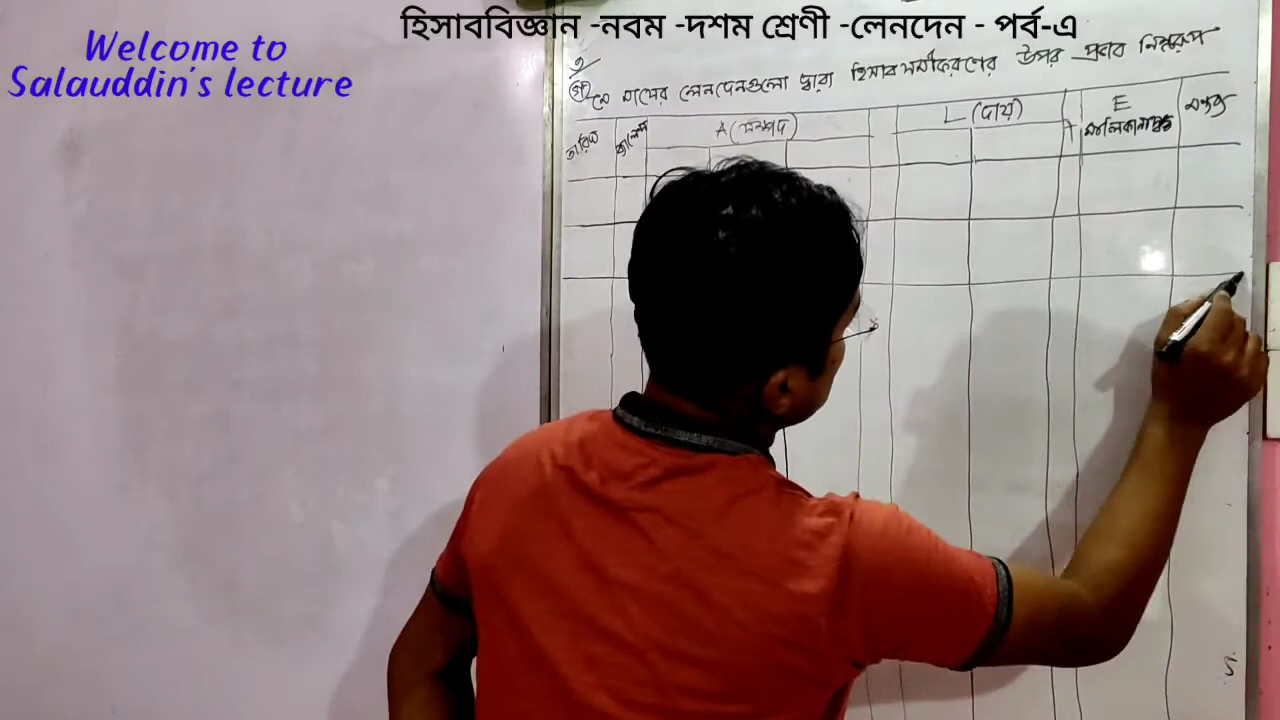 হিসাববিজ্ঞান -নবম -দশম শ্রেণী -লেনদেন - পর্ব-এ
Welcome to
Salauddin's lecture
মে মাসের লেনদেনগুলো দ্বারা হিসাব সমীকরণের উপর প্রভাব নিম্নরূপ
তারিখ
A (সম্পদ)
L (দায়)
+
E
মালিকানাস্বত্ব
মন্তব্য